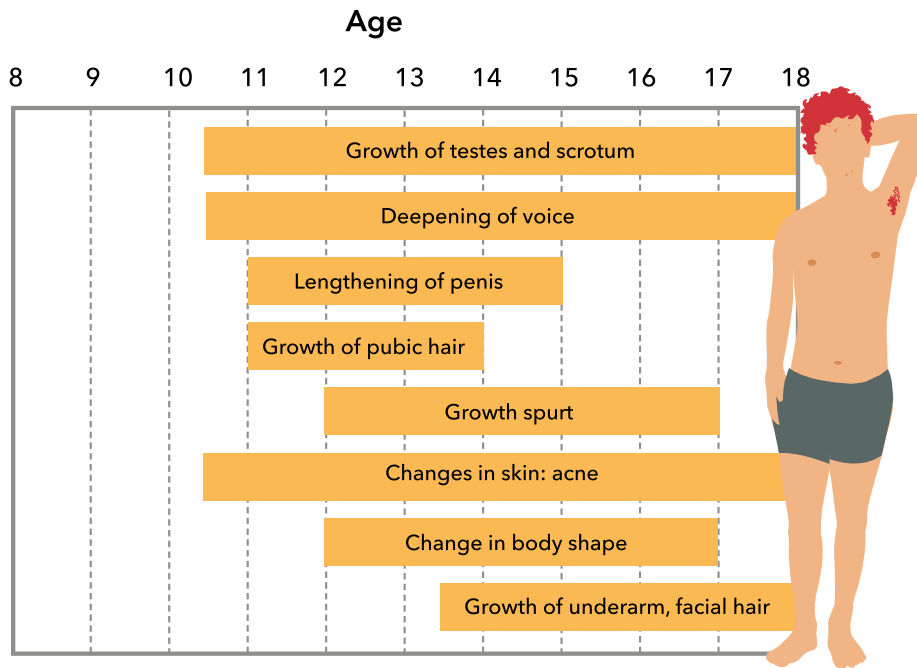 Age
8 9 10 11 12 13 14 15 16 17 18
Growth of testes and scrotum
Deepening of voice
Lengthening of penis
Growth of pubic hair
Growth spurt
Changes in skin: acne
Change in body shape
Growth of underarm, facial hair